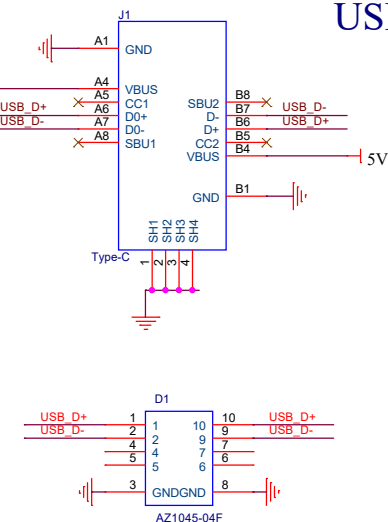 USB
J1
A1 GND
A4 VBUS
A5 CC1 SBU2 B8
USB_D+ A6 D0+ D- B7 USB_D-
USB_D- A7 D0- D+ B6 USB_D+
A8 SBU1 CC2 B5
VBUS B4 5V
GND B1
SH1 SH2 SH3 SH4
Type-C
1 2 3 4
D1
USB_D+ 1 1 10 10 USB_D+
USB_D- 2 2 9 9 USB_D-
4 4 7 7
5 5 6 6
3 GND GND 8
AZ1045-04F